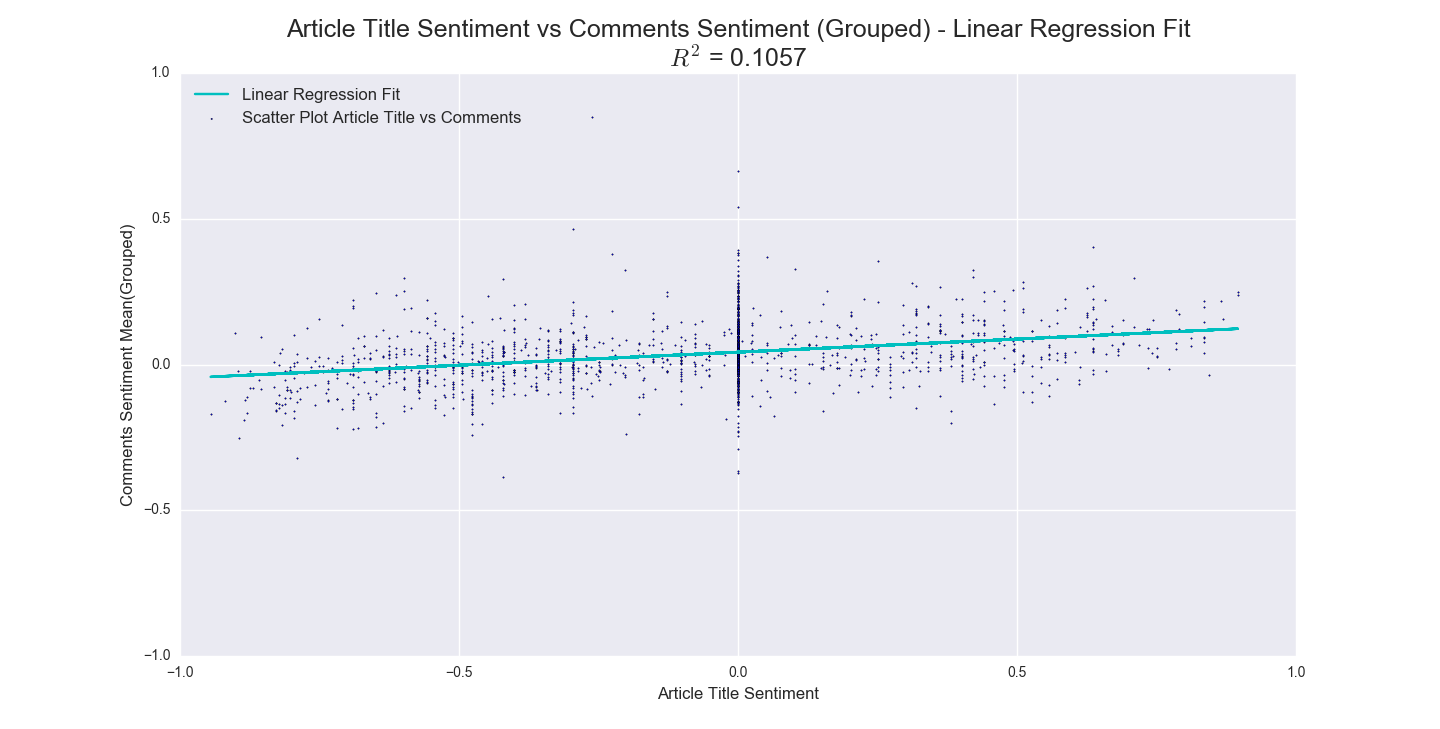 Article Title Sentiment vs Comments Sentiment (Grouped) - Linear Regression Fit
R² = 0.1057
Linear Regression Fit
Scatter Plot Article Title vs Comments
Comments Sentiment Mean(Grouped)
1.0
0.5
0.0
−0.5
−1.0
−1.0
−0.5
0.0
0.5
1.0
Article Title Sentiment